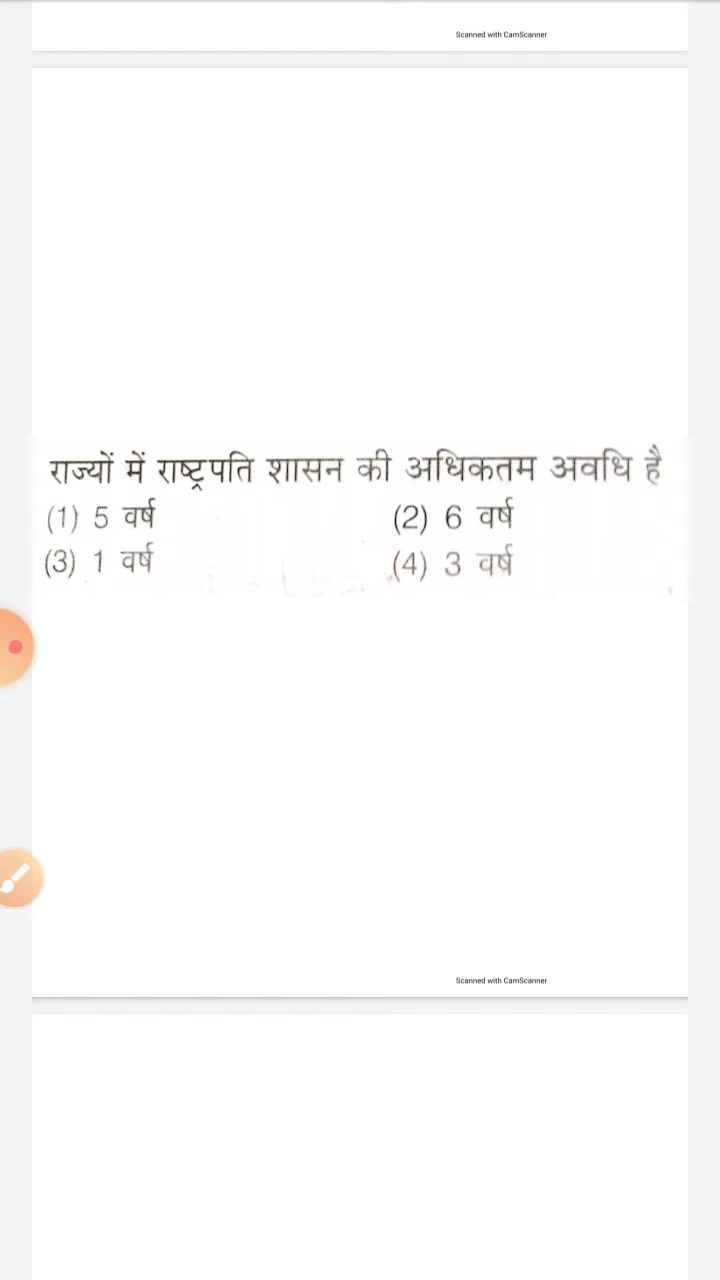 Scanned with CamScanner
राज्यों में राष्ट्रपति शासन की अधिकतम अवधि है
(1) 5 वर्ष (2) 6 वर्ष
(3) 1 वर्ष (4) 3 वर्ष
Scanned with CamScanner